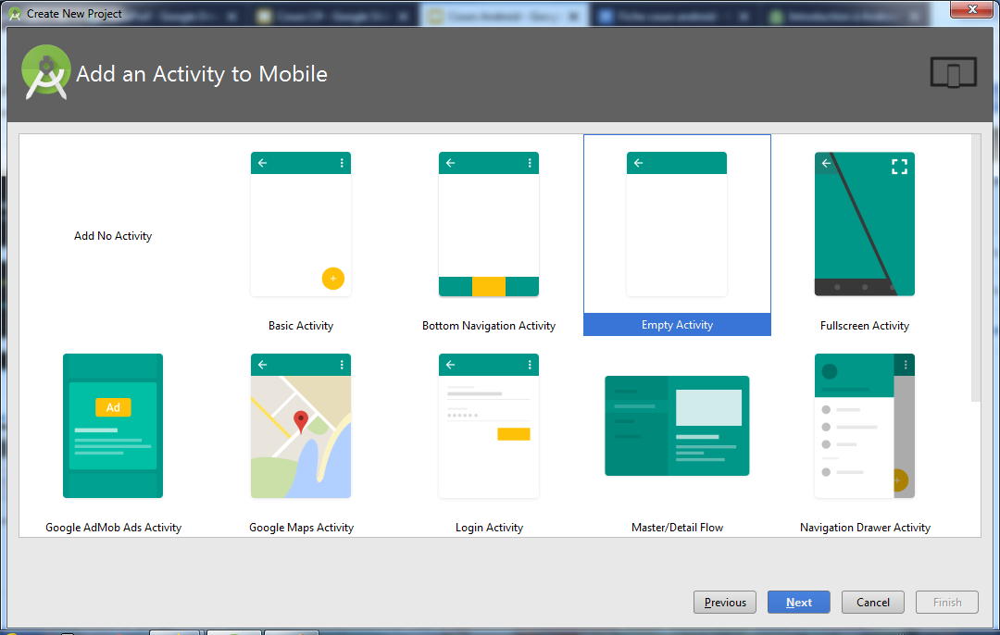 Create New Project
Add an Activity to Mobile
Add No Activity
Basic Activity
Bottom Navigation Activity
Empty Activity
Fullscreen Activity
Ad
Google AdMob Ads Activity
Google Maps Activity
Login Activity
Master/Detail Flow
Navigation Drawer Activity
Previous
Next
Cancel
Finish